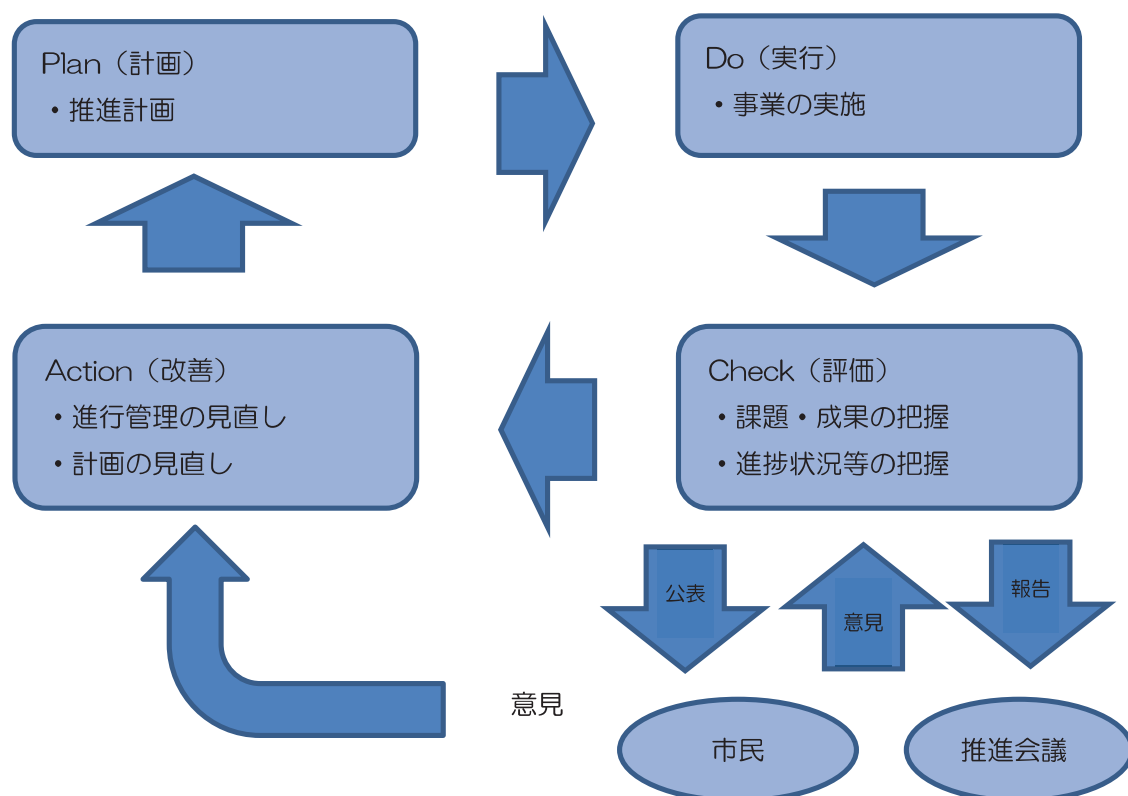 Plan（計画）
・推進計画
Do（実行）
・事業の実施
Action（改善）
・進行管理の見直し
・計画の見直し
Check（評価）
・課題・成果の把握
・進捗状況等の把握
公表
意見
報告
意見
市民
推進会議